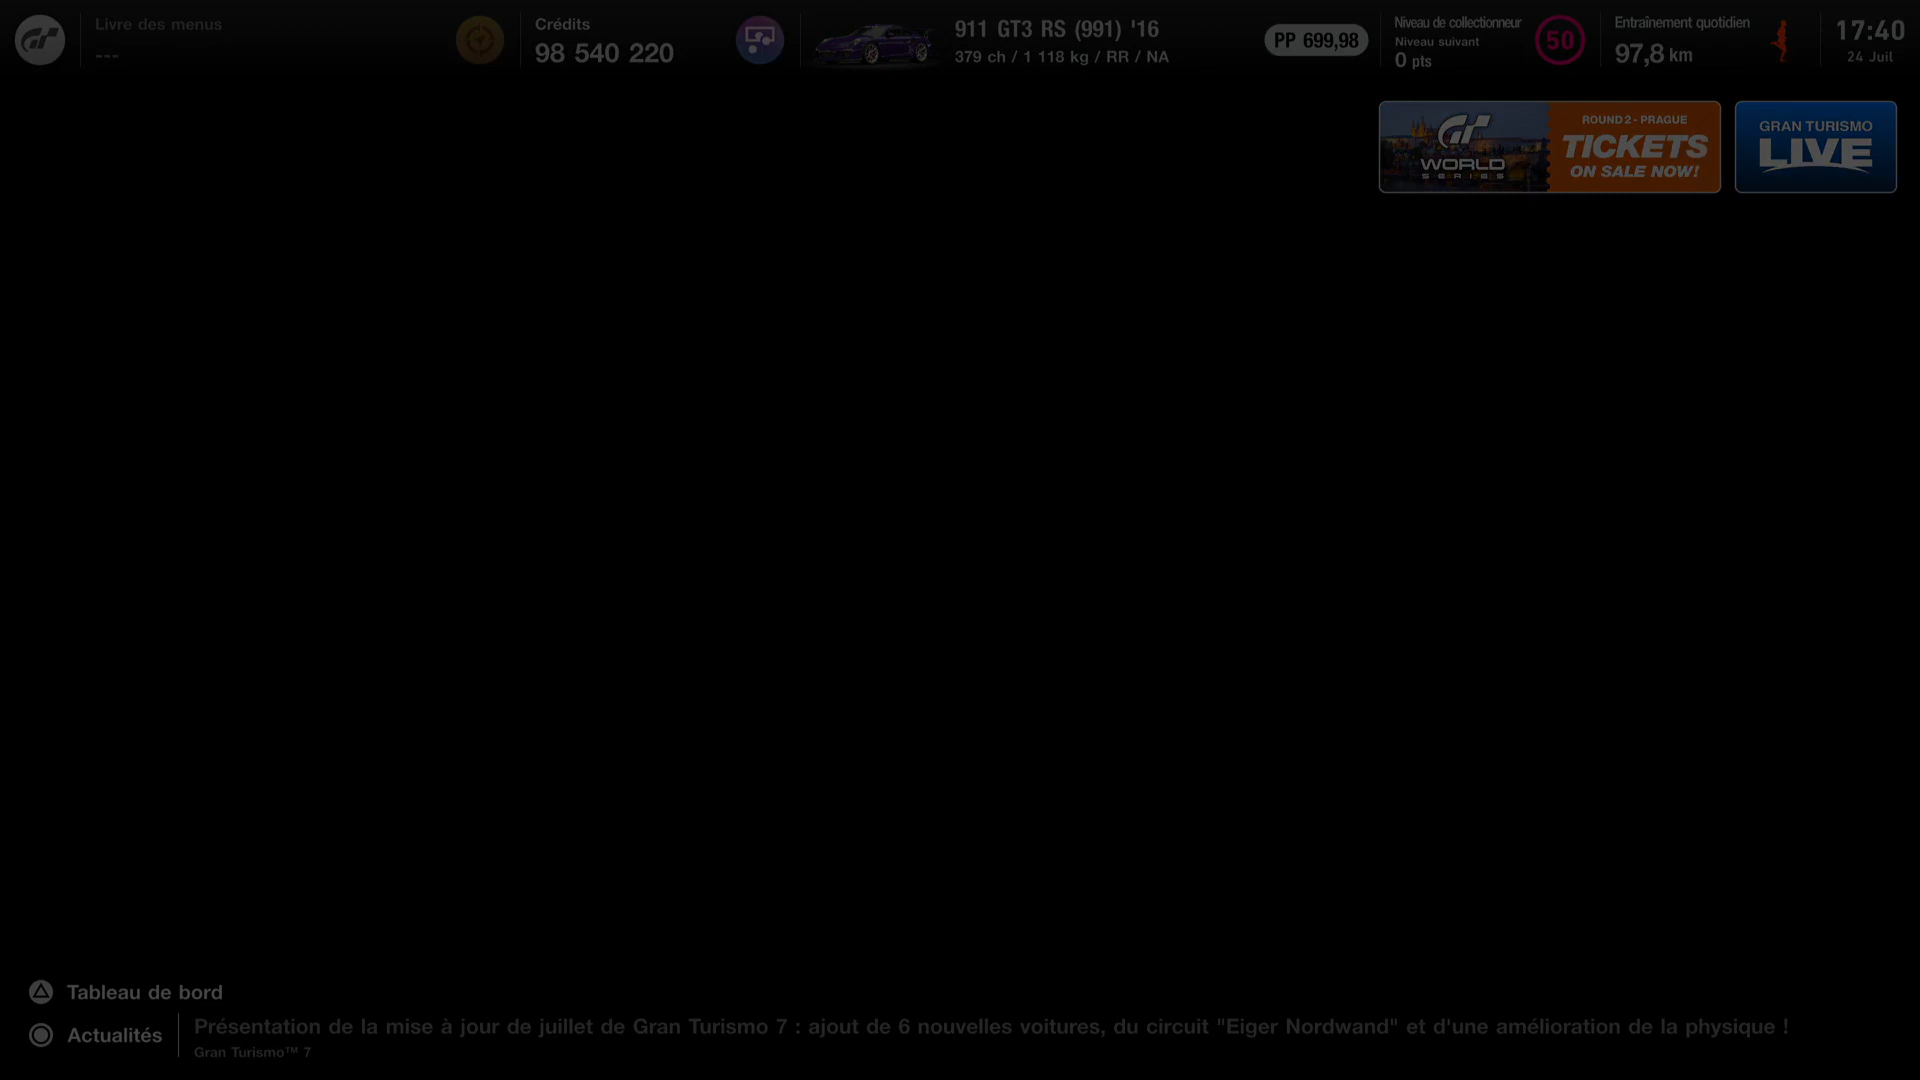 Livre des menus
---
Crédits
98 540 220
911 GT3 RS (991) '16
379 ch / 1 118 kg / RR / NA
PP 699,98
Niveau de collectionneur
Niveau suivant
0 pts
50
Entraînement quotidien
97,8 km
17:40
24 Juil
GT
WORLD
SERIES
ROUND 2 - PRAGUE
TICKETS
ON SALE NOW!
GRAN TURISMO
LIVE
Tableau de bord
Actualités
Présentation de la mise à jour de juillet de Gran Turismo 7 : ajout de 6 nouvelles voitures, du circuit "Eiger Nordwand" et d'une amélioration de la physique !
Gran Turismo™ 7